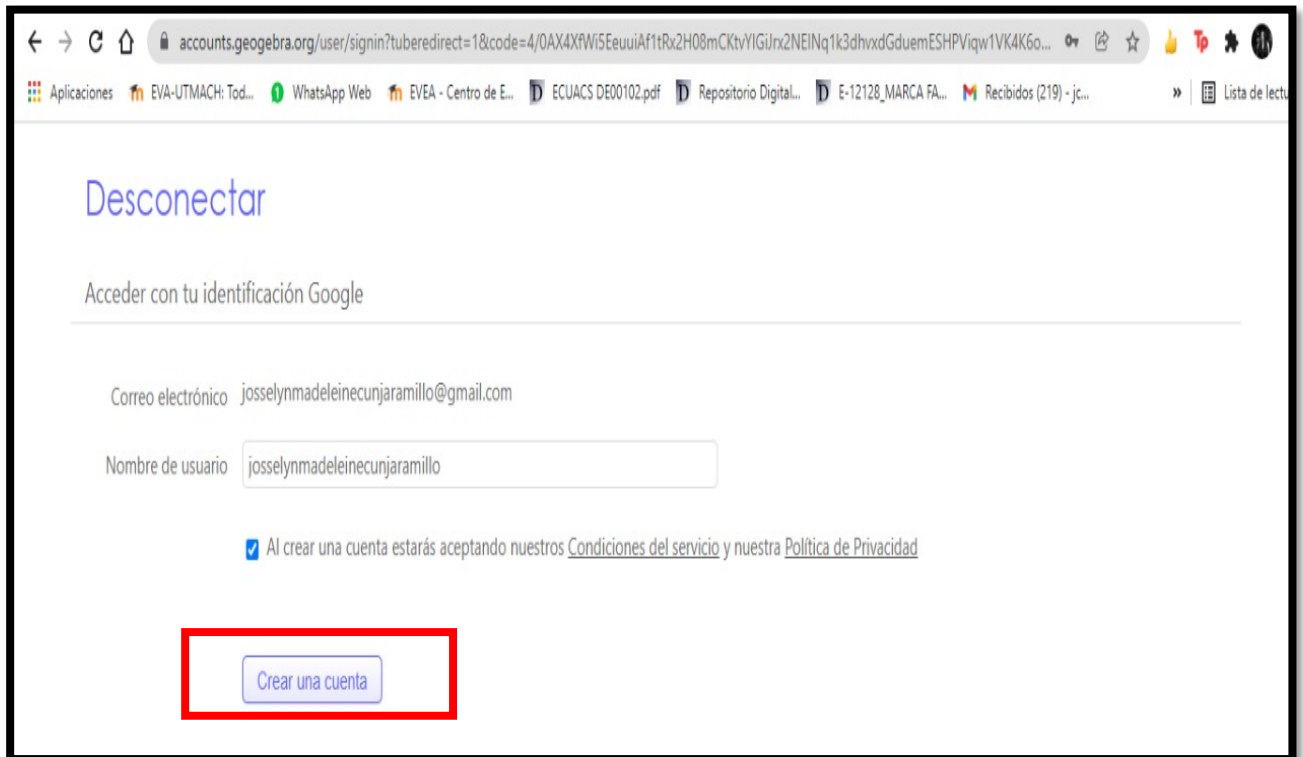 accounts.geogebra.org/user/signin?tuberedirect=1&code=4/0AX4XfWi5EeuuiAf1tRx2H08mCKtvYlGiJrx2NElNq1k3dhvxdGduemESHPViqw1VK4K6o...
Aplicaciones EVA-UTMACH: Tod... WhatsApp Web EVEA - Centro de E... ECUACS DE00102.pdf Repositorio Digital... E-12128_MARCA FA... Recibidos (219) - jc... » Lista de lectu
Desconectar
Acceder con tu identificación Google
Correo electrónico josselynmadeleinecunjaramillo@gmail.com
Nombre de usuario josselynmadeleinecunjaramillo
Al crear una cuenta estarás aceptando nuestros Condiciones del servicio y nuestra Política de Privacidad
Crear una cuenta